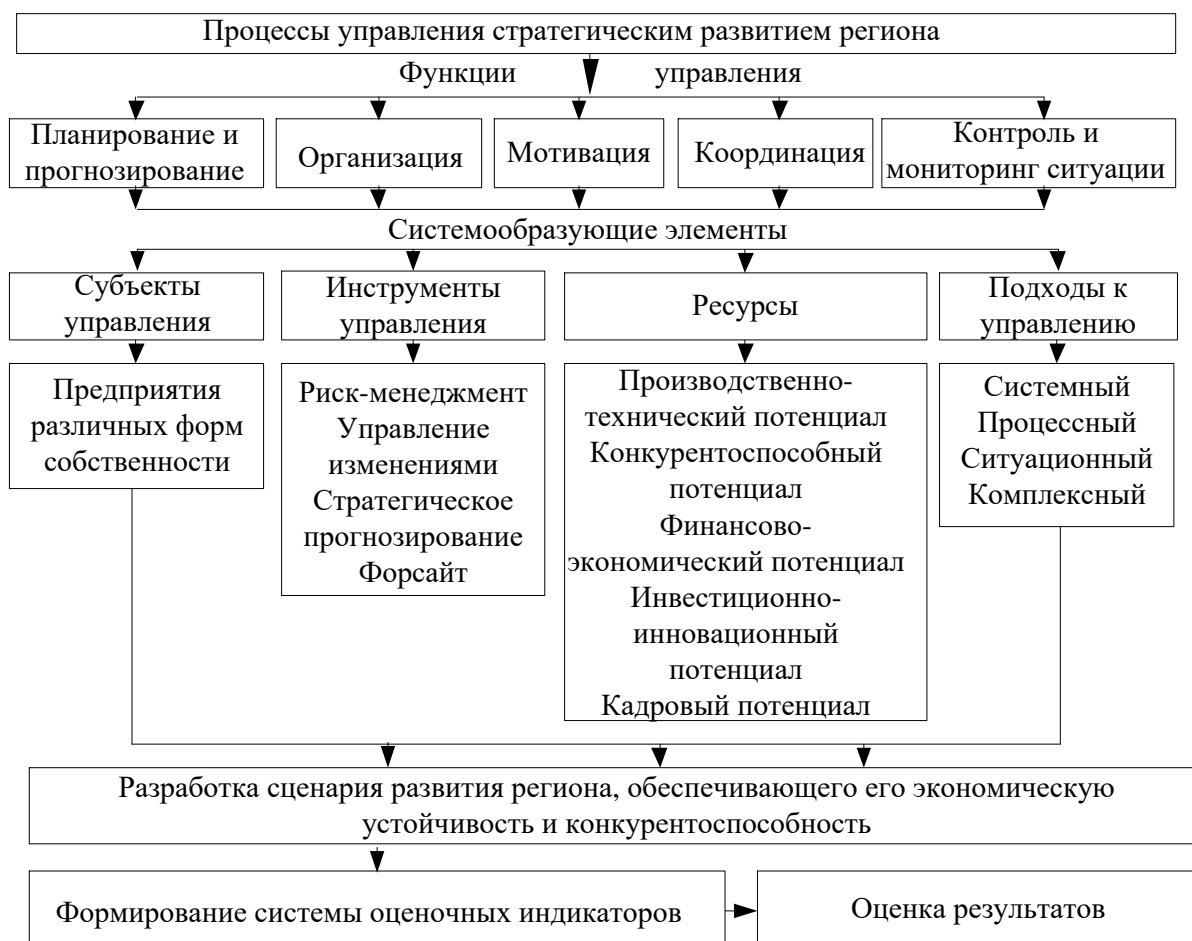 Процессы управления стратегическим развитием региона
Функции управления
Планирование и
прогнозирование
Организация
Мотивация
Координация
Контроль и
мониторинг ситуации
Системообразующие элементы
Субъекты
управления
Инструменты
управления
Ресурсы
Подходы к
управлению
Предприятия
различных форм
собственности
Риск-менеджмент
Управление
изменениями
Стратегическое
прогнозирование
Форсайт
Производственно-
технический потенциал
Конкурентоспособный
потенциал
Финансово-
экономический потенциал
Инвестиционно-
инновационный
потенциал
Кадровый потенциал
Системный
Процессный
Ситуационный
Комплексный
Разработка сценария развития региона, обеспечивающего его экономическую
устойчивость и конкурентоспособность
Формирование системы оценочных индикаторов
Оценка результатов